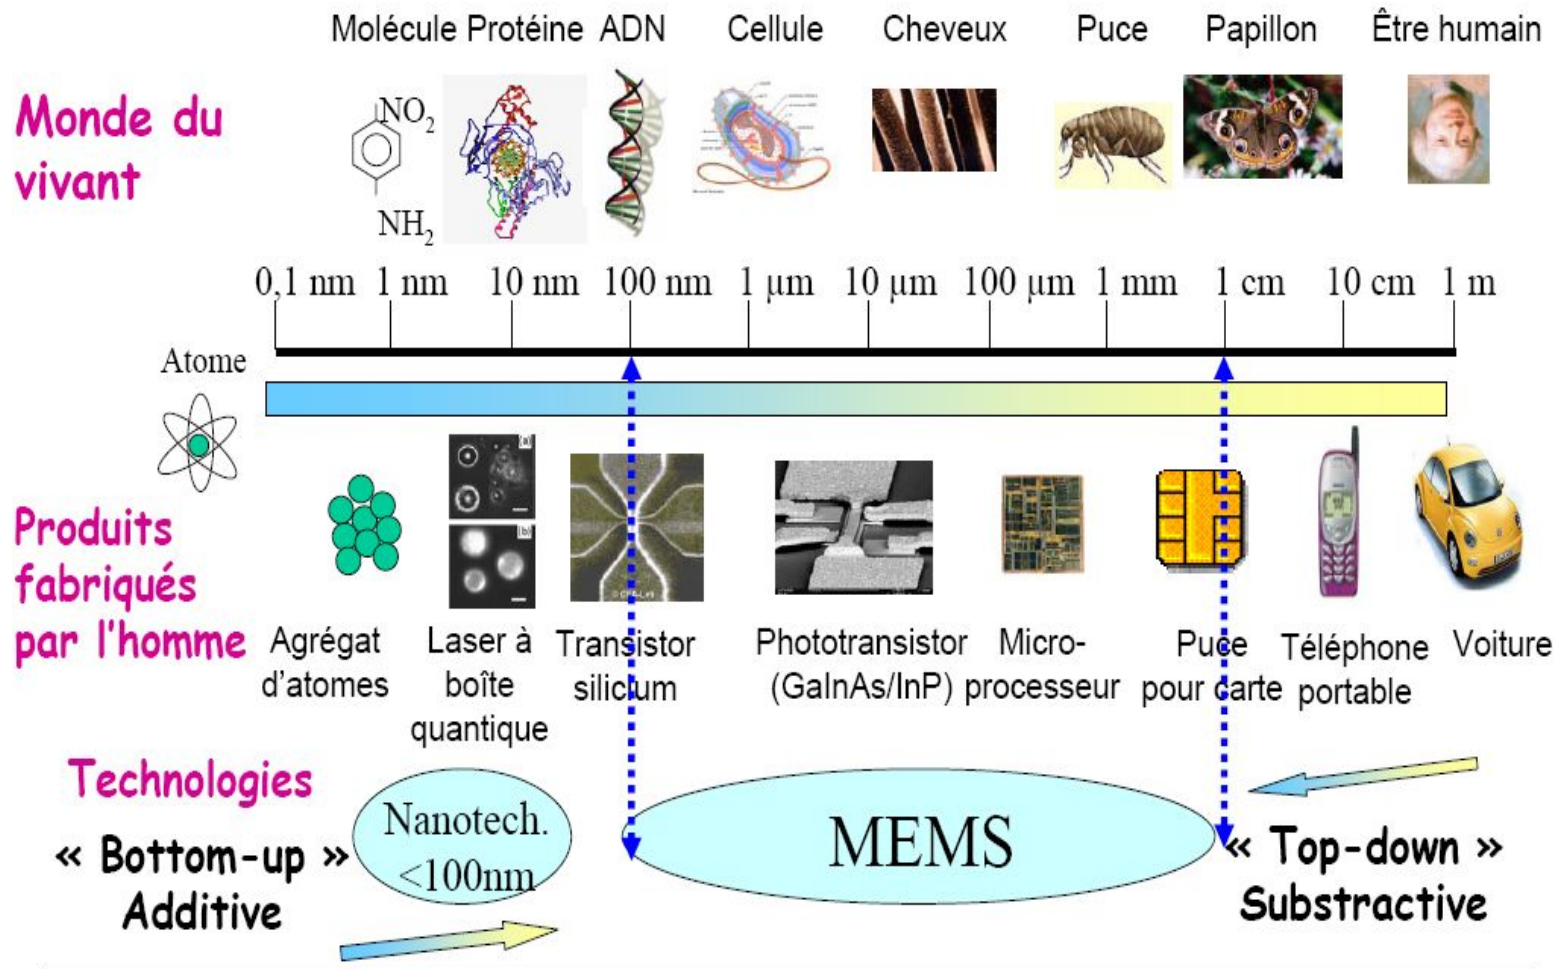 Molécule Protéine ADN Cellule Cheveux Puce Papillon Être humain
Monde du
vivant
NO2
NH2
0,1 nm 1 nm 10 nm 100 nm 1 µm 10 µm 100 µm 1 mm 1 cm 10 cm 1 m
Atome
(a)
(b)
Produits
fabriqués
par l'homme
Agrégat
d'atomes
Laser à
boîte
quantique
Transistor
silicium
Phototransistor
(GaInAs/InP)
Micro-
processeur
Puce
pour carte
Téléphone
portable
Voiture
Technologies
« Bottom-up »
Additive
Nanotech.
<100nm
MEMS
« Top-down »
Substractive